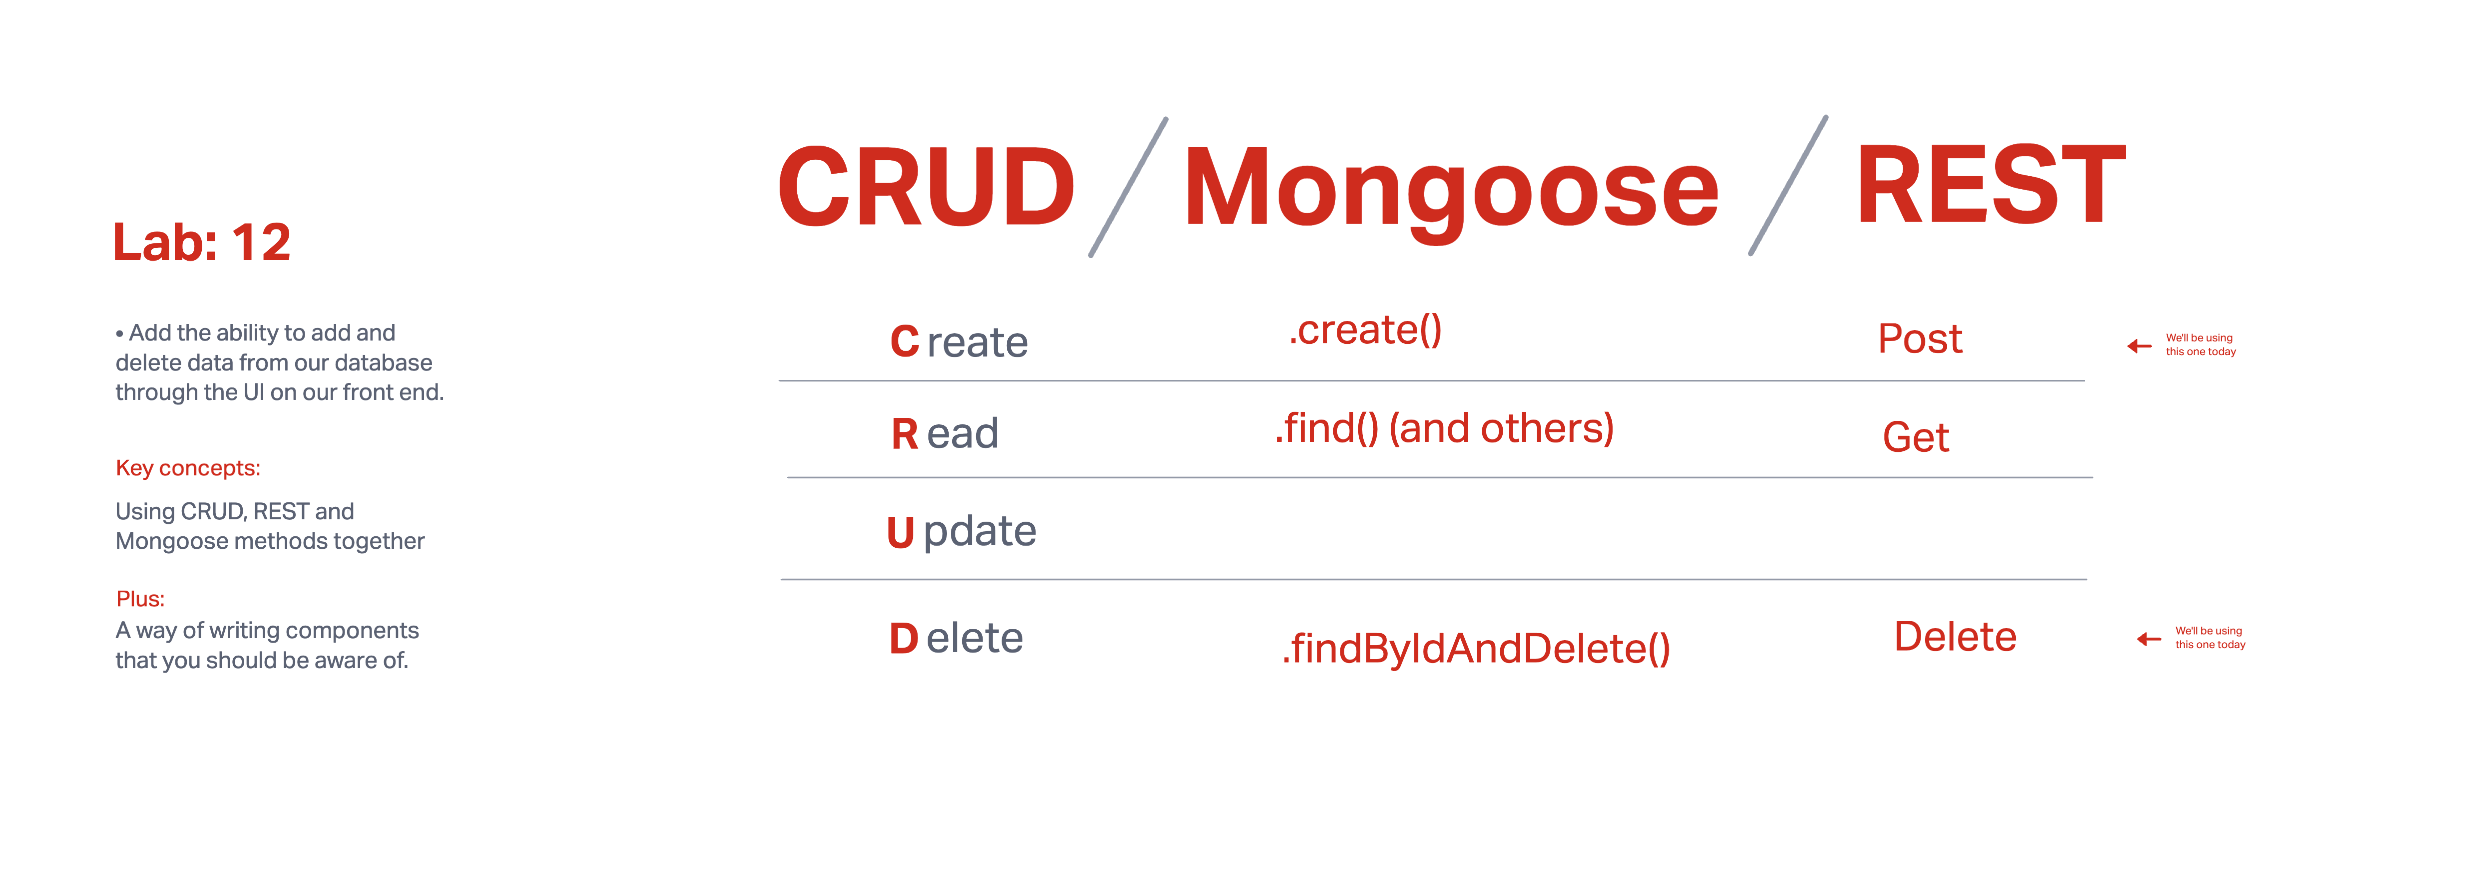 Lab: 12
• Add the ability to add and
delete data from our database
through the UI on our front end.
Key concepts:
Using CRUD, REST and
Mongoose methods together
Plus:
A way of writing components
that you should be aware of.
CRUD / Mongoose / REST
Create .create() Post
We'll be using
this one today
Read .find() (and others) Get
Update
Delete .findByIdAndDelete() Delete
We'll be using
this one today